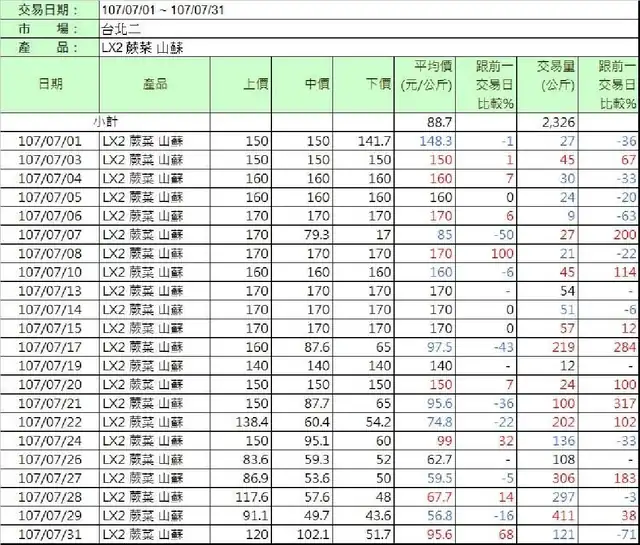 交易日期： 107/07/01 ~ 107/07/31
市　場： 台北二
產　品： LX2 蕨菜 山蘇
日期 產品 上價 中價 下價 平均價(元/公斤) 跟前一交易日比較% 交易量(公斤) 跟前一交易日比較%
小計 88.7 2,326
107/07/01 LX2 蕨菜 山蘇 150 150 141.7 148.3 -1 27 -36
107/07/03 LX2 蕨菜 山蘇 150 150 150 150 1 45 67
107/07/04 LX2 蕨菜 山蘇 160 160 160 160 7 30 -33
107/07/05 LX2 蕨菜 山蘇 160 160 160 160 0 24 -20
107/07/06 LX2 蕨菜 山蘇 170 170 170 170 6 9 -63
107/07/07 LX2 蕨菜 山蘇 170 79.3 17 85 -50 27 200
107/07/08 LX2 蕨菜 山蘇 170 170 170 170 100 21 -22
107/07/10 LX2 蕨菜 山蘇 160 160 160 160 -6 45 114
107/07/13 LX2 蕨菜 山蘇 170 170 170 170 - 54 -
107/07/14 LX2 蕨菜 山蘇 170 170 170 170 0 51 -6
107/07/15 LX2 蕨菜 山蘇 170 170 170 170 0 57 12
107/07/17 LX2 蕨菜 山蘇 160 87.6 65 97.5 -43 219 284
107/07/19 LX2 蕨菜 山蘇 140 140 140 140 - 12 -
107/07/20 LX2 蕨菜 山蘇 150 150 150 150 7 24 100
107/07/21 LX2 蕨菜 山蘇 150 87.7 65 95.6 -36 100 317
107/07/22 LX2 蕨菜 山蘇 138.4 60.4 54.2 74.8 -22 202 102
107/07/24 LX2 蕨菜 山蘇 150 95.1 60 99 32 136 -33
107/07/26 LX2 蕨菜 山蘇 83.6 59.3 52 62.7 - 108 -
107/07/27 LX2 蕨菜 山蘇 86.9 53.6 50 59.5 -5 306 183
107/07/28 LX2 蕨菜 山蘇 117.6 57.6 48 67.7 14 297 -3
107/07/29 LX2 蕨菜 山蘇 91.1 49.7 43.6 56.8 -16 411 38
107/07/31 LX2 蕨菜 山蘇 120 102.1 51.7 95.6 68 121 -71